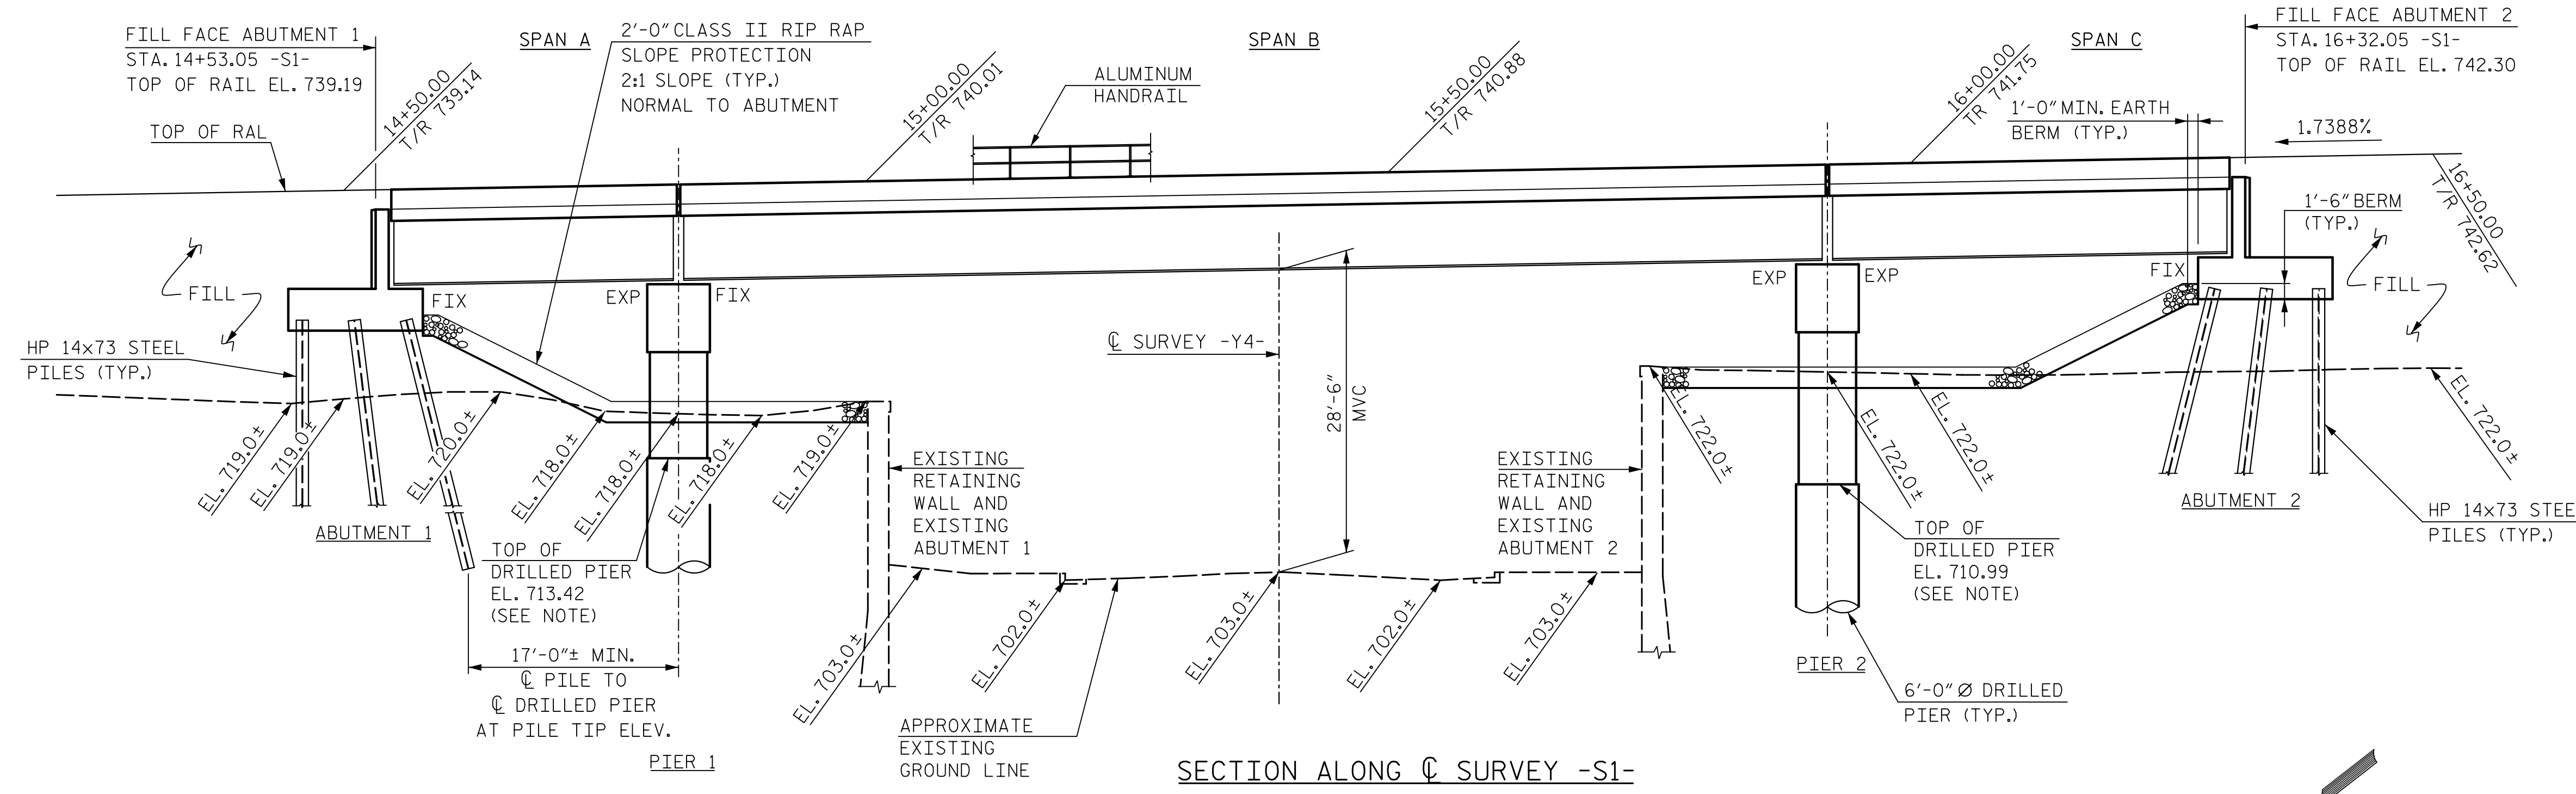 FILL FACE ABUTMENT 1
STA. 14+53.05 -S1-
TOP OF RAIL EL. 739.19
SPAN A
2'-0" CLASS II RIP RAP
SLOPE PROTECTION
2:1 SLOPE (TYP.)
NORMAL TO ABUTMENT
SPAN B
SPAN C
FILL FACE ABUTMENT 2
STA. 16+32.05 -S1-
TOP OF RAIL EL. 742.30
TOP OF RAL
14+50.00
T/R 739.14
15+00.00
T/R 740.01
ALUMINUM
HANDRAIL
15+50.00
T/R 740.88
16+00.00
TR 741.75
1'-0" MIN. EARTH
BERM (TYP.)
1.7388%
16+50.00
T/R 742.62
1'-6" BERM
(TYP.)
FILL
FIX
EXP
FIX
EXP
EXP
FIX
FILL
HP 14x73 STEEL
PILES (TYP.)
℄ SURVEY -Y4-
28'-6"
MVC
EL. 719.0±
EL. 719.0±
EL. 720.0±
EL. 718.0±
EL. 718.0±
EL. 718.0±
EL. 719.0±
EXISTING
RETAINING
WALL AND
EXISTING
ABUTMENT 1
EXISTING
RETAINING
WALL AND
EXISTING
ABUTMENT 2
EL. 722.0±
EL. 722.0±
EL. 722.0±
EL. 722.0±
ABUTMENT 1
ABUTMENT 2
HP 14x73 STEE
PILES (TYP.)
TOP OF
DRILLED PIER
EL. 713.42
(SEE NOTE)
TOP OF
DRILLED PIER
EL. 710.99
(SEE NOTE)
EL. 703.0±
EL. 702.0±
EL. 703.0±
EL. 702.0±
EL. 703.0±
17'-0"± MIN.
℄ PILE TO
℄ DRILLED PIER
AT PILE TIP ELEV.
PIER 1
PIER 2
6'-0" Ø DRILLED
PIER (TYP.)
APPROXIMATE
EXISTING
GROUND LINE
SECTION ALONG ℄ SURVEY -S1-